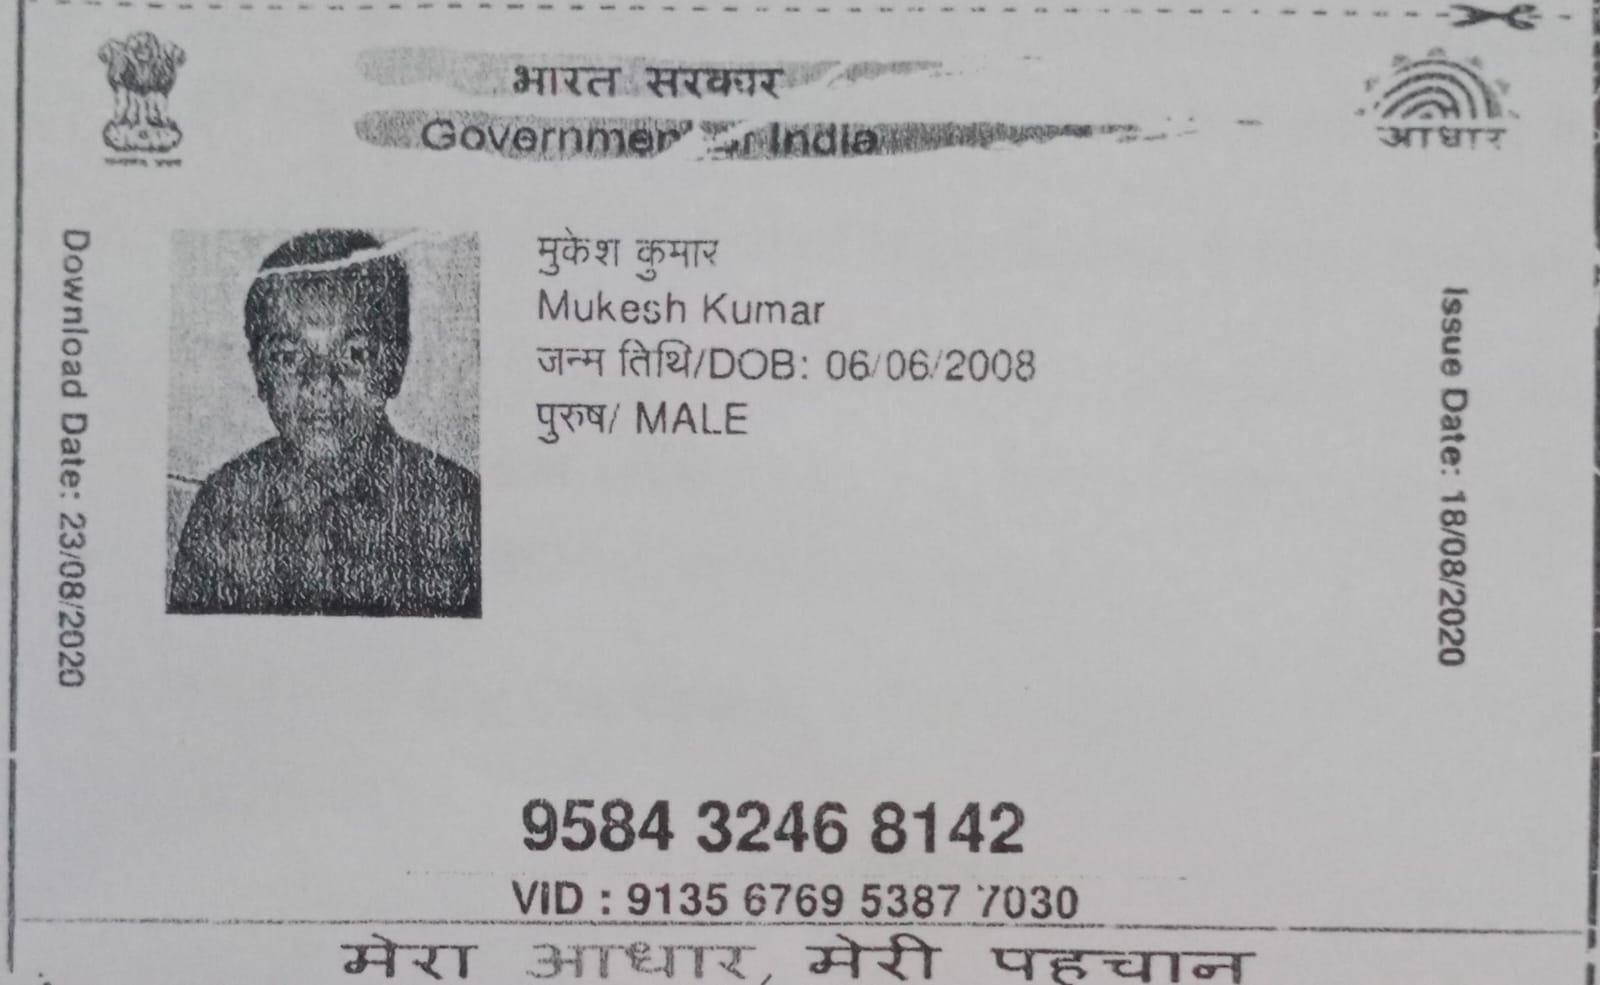 भारत सरकार
Government India
आधार
मुकेश कुमार
Mukesh Kumar
जन्म तिथि/DOB: 06/06/2008
पुरुष/ MALE
Download Date: 23/08/2020
Issue Date: 18/08/2020
9584 3246 8142
VID : 9135 6769 5387 7030
मेरा आधार, मेरी पहचान